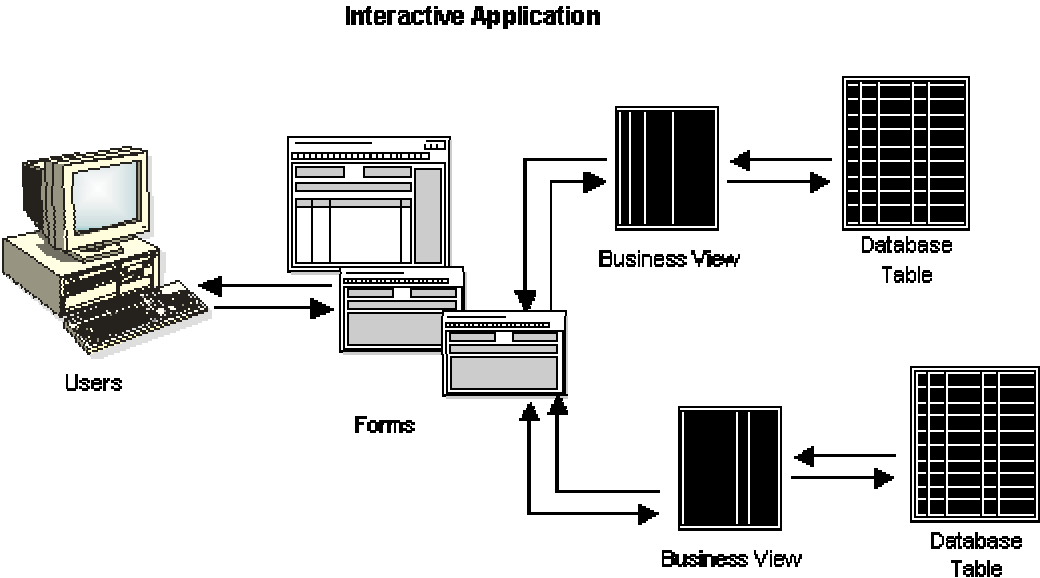 Interactive Application
Business View
Database
Table
Users
Forms
Business View
Database
Table